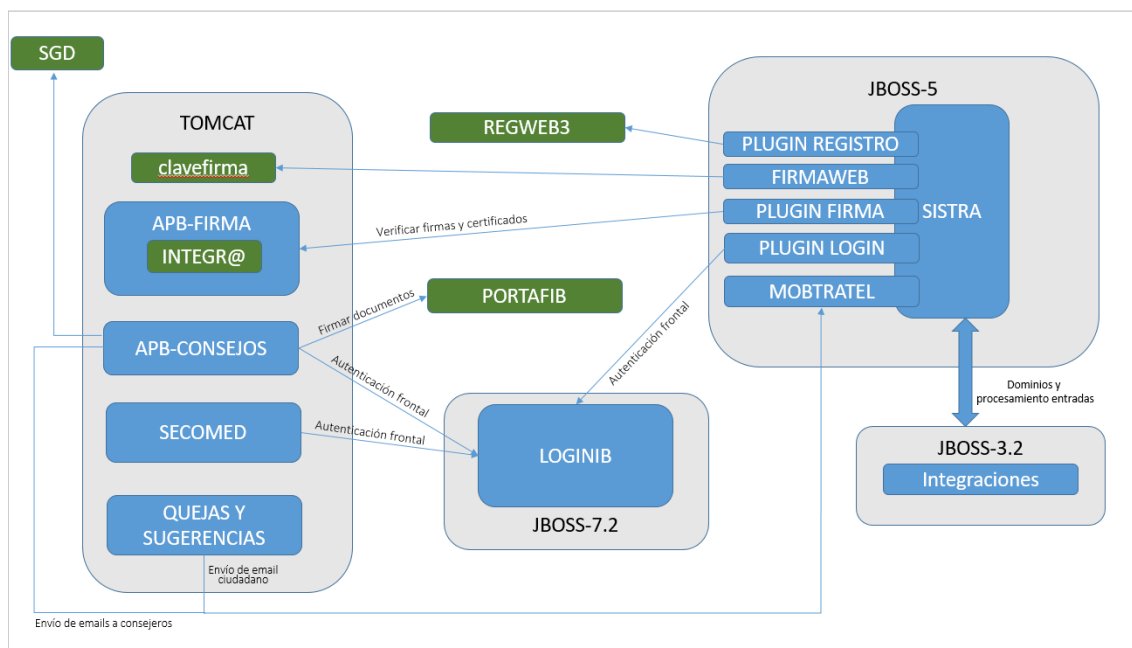 SGD
TOMCAT
clavefirma
APB-FIRMA
INTEGR@
APB-CONSEJOS
SECOMED
QUEJAS Y
SUGERENCIAS
Envío de email
ciudadano
Envío de emails a consejeros
REGWEB3
Verificar firmas y certificados
Firmar documentos
PORTAFIB
Autenticación frontal
Autenticación frontal
Autenticación frontal
LOGINIB
JBOSS-7.2
JBOSS-5
PLUGIN REGISTRO
FIRMAWEB
PLUGIN FIRMA
SISTRA
PLUGIN LOGIN
MOBTRATEL
Dominios y
procesamiento entradas
JBOSS-3.2
Integraciones